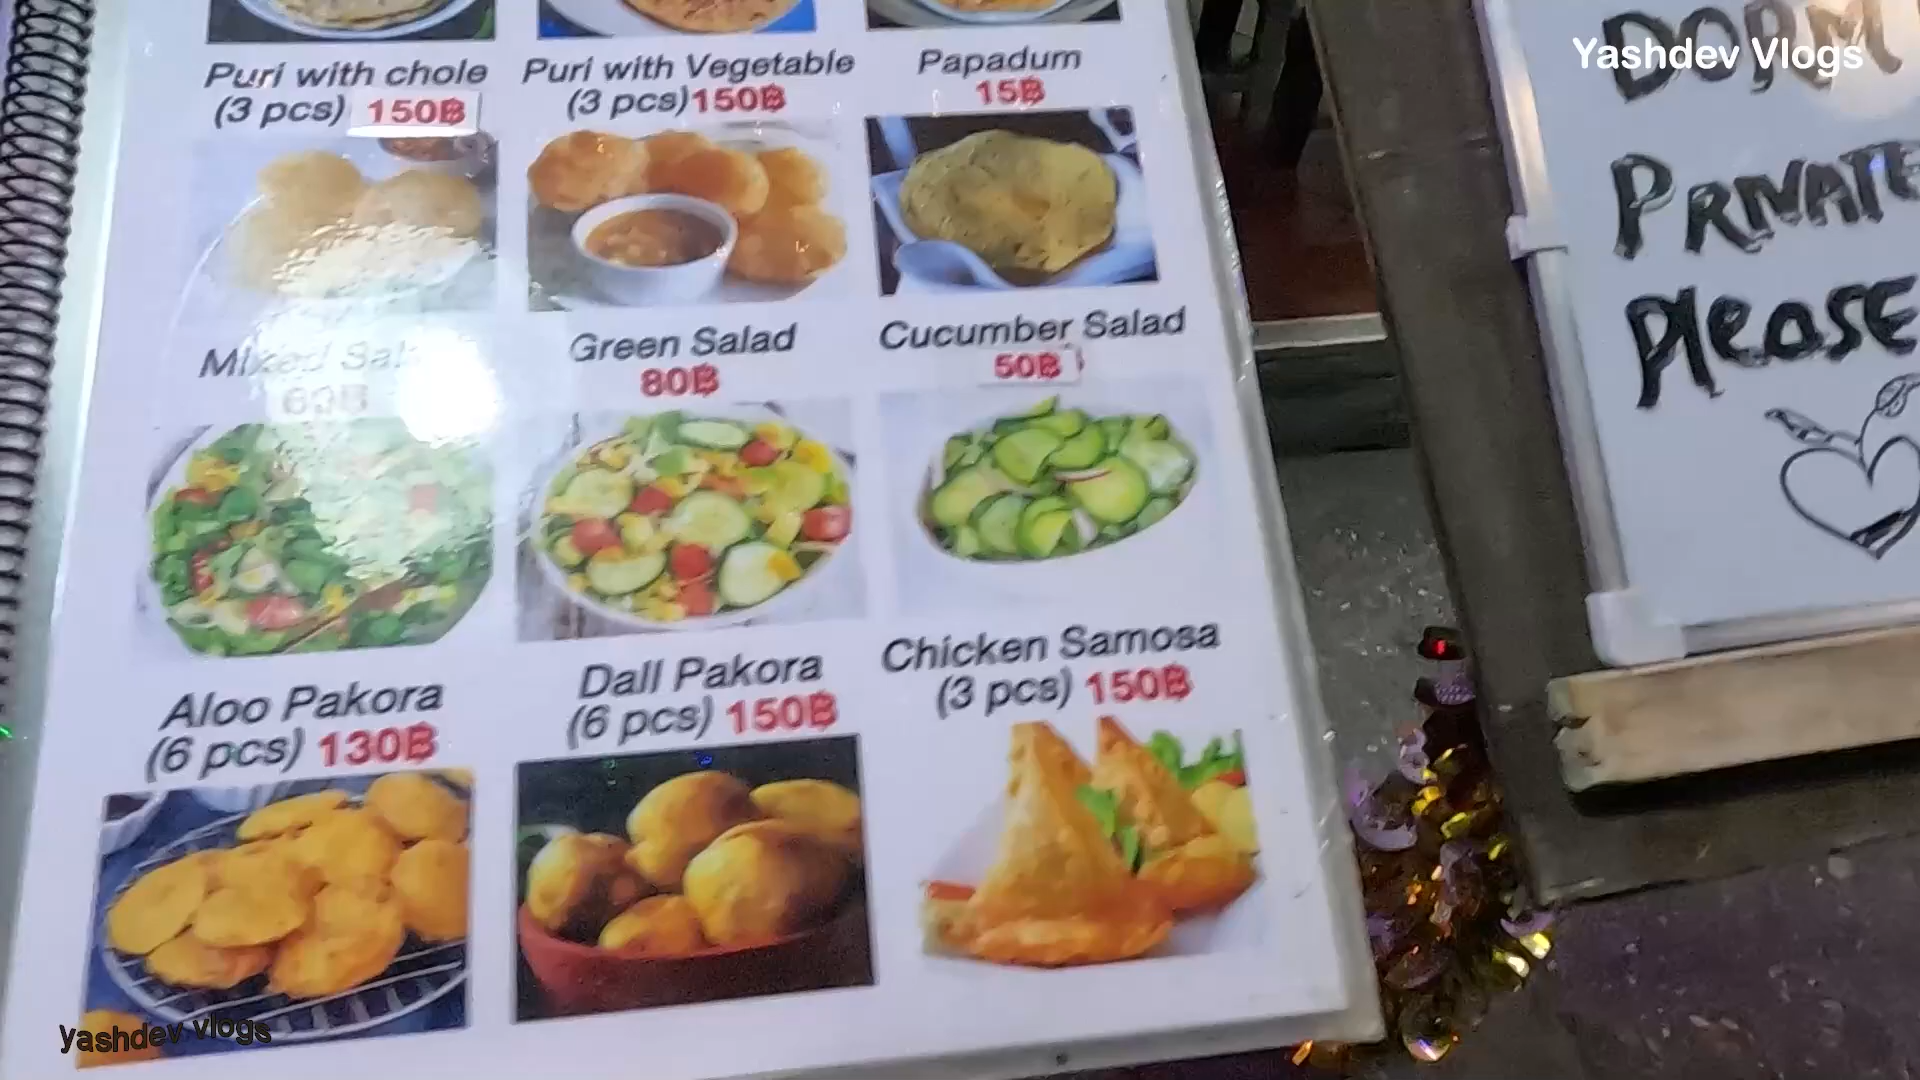 Puri with chole
(3 pcs) 150฿
Puri with Vegetable
(3 pcs)150฿
Papadum
15฿
Mixed
Green Salad
80฿
Cucumber Salad
50฿
Aloo Pakora
(6 pcs) 130฿
Dall Pakora
(6 pcs) 150฿
Chicken Samosa
(3 pcs) 150฿
DORM
PRIVATE
Please
Yashdev Vlogs
yashdev vlogs